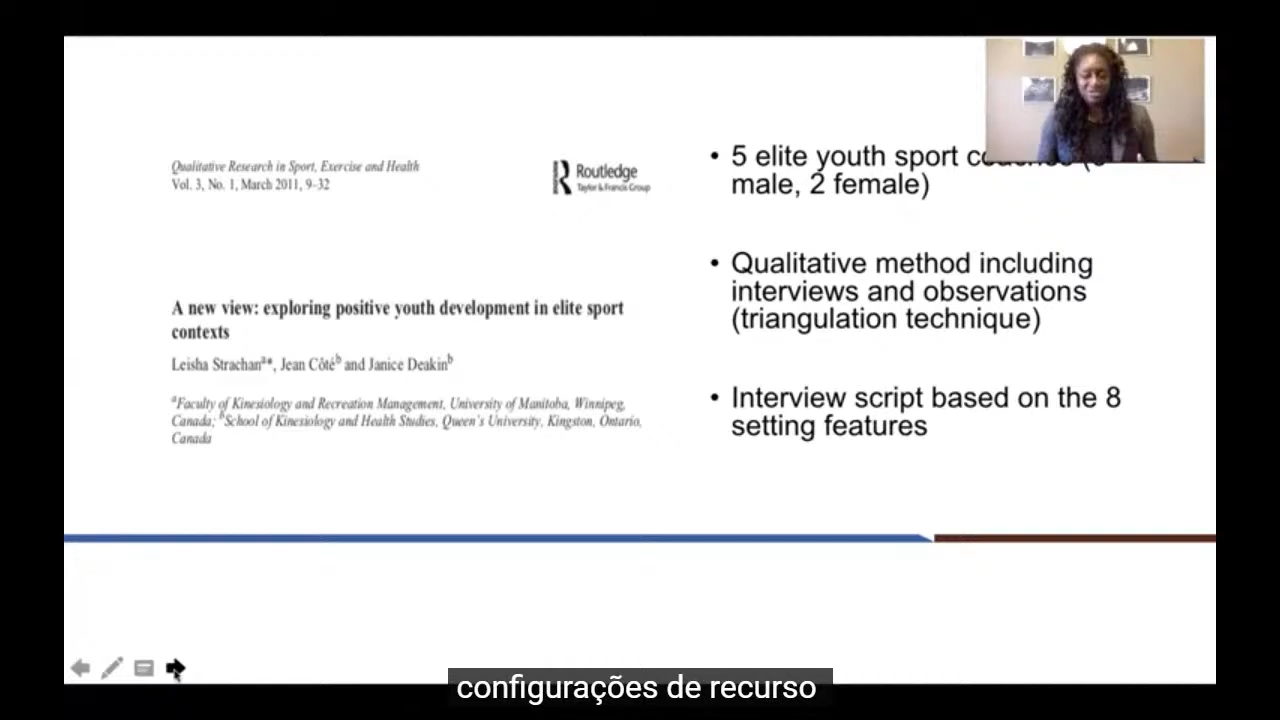 Qualitative Research in Sport, Exercise and Health
Vol. 3, No. 1, March 2011, 9–32
Routledge
Taylor & Francis Group
A new view: exploring positive youth development in elite sport
contexts
Leisha Strachanᵃ*, Jean Côtéᵇ and Janice Deakinᵇ
ᵃFaculty of Kinesiology and Recreation Management, University of Manitoba, Winnipeg,
Canada; ᵇSchool of Kinesiology and Health Studies, Queen's University, Kingston, Ontario,
Canada
• 5 elite youth sport
male, 2 female)
• Qualitative method including
interviews and observations
(triangulation technique)
• Interview script based on the 8
setting features
configurações de recurso